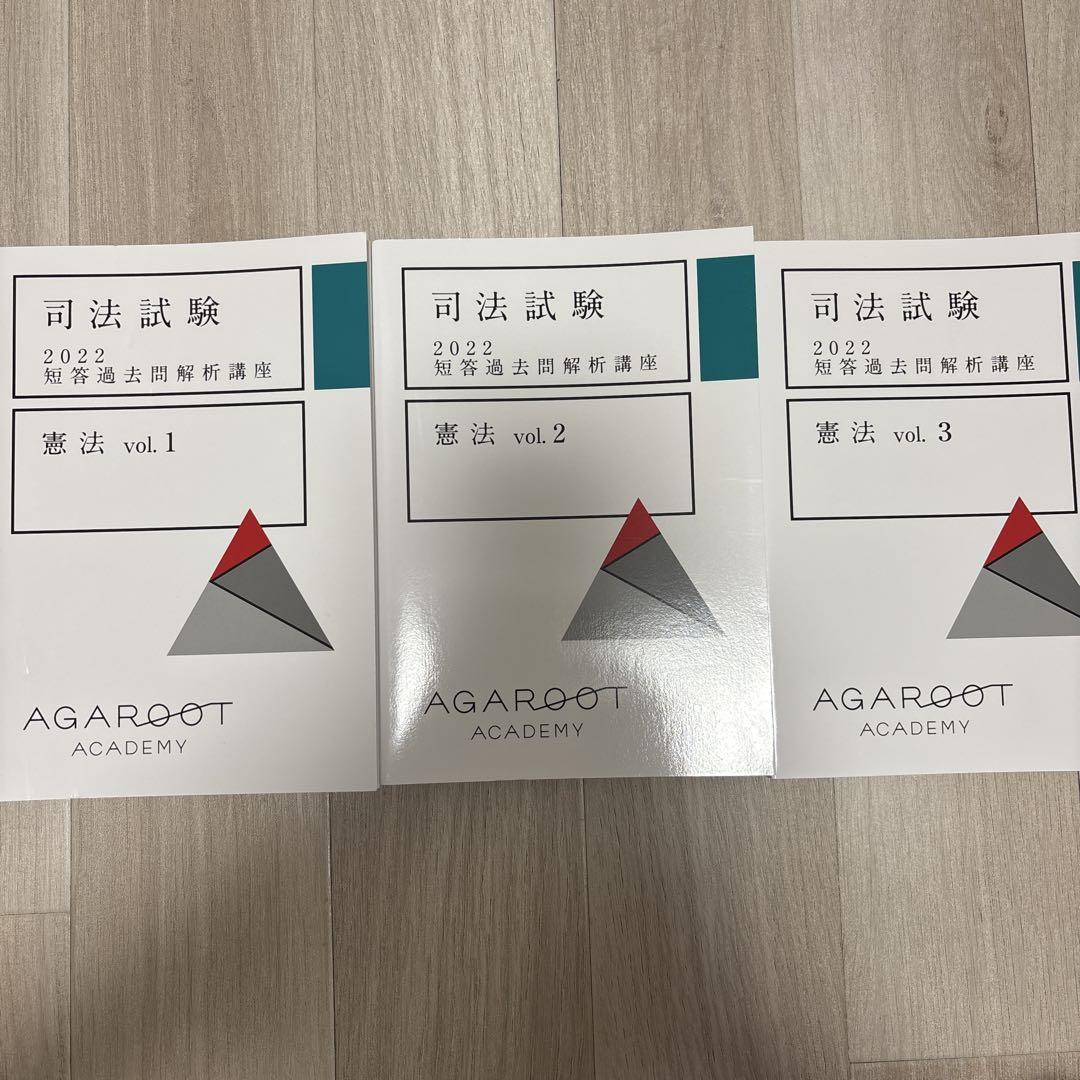 司法試験
2022
短答過去問解析講座
憲法 vol. 1
AGAROOT
ACADEMY
司法試験
2022
短答過去問解析講座
憲法 vol. 2
AGAROOT
ACADEMY
司法試験
2022
短答過去問解析講座
憲法 vol. 3
AGAROOT
ACADEMY